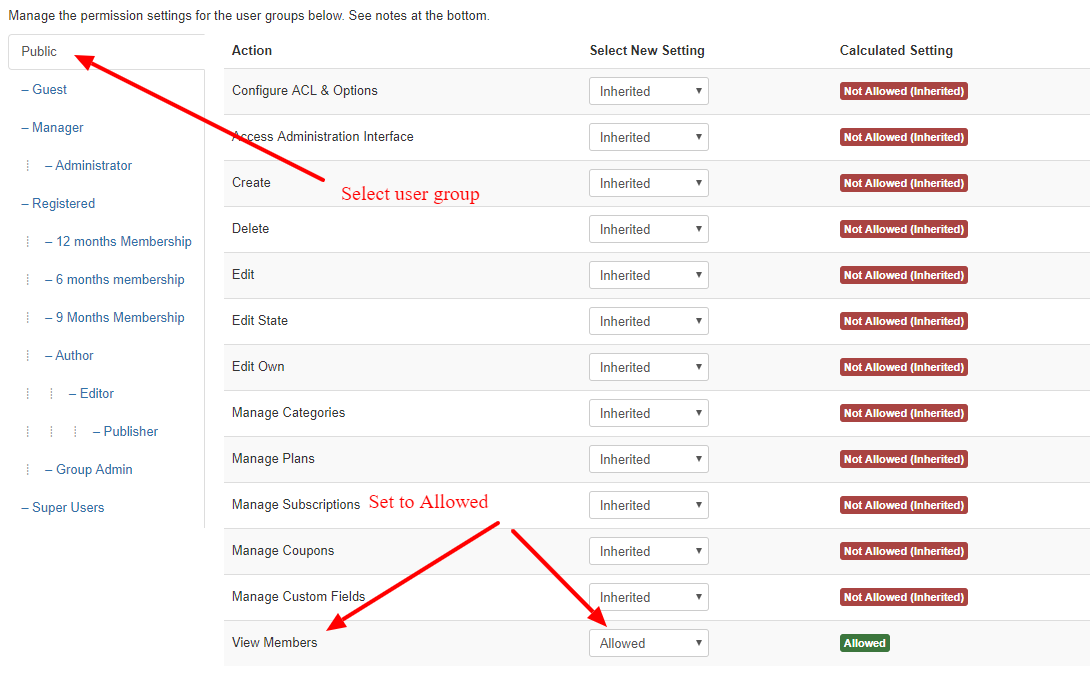 Manage the permission settings for the user groups below. See notes at the bottom.
Public
– Guest
– Manager
– Administrator
– Registered
– 12 months Membership
– 6 months membership
– 9 Months Membership
– Author
– Editor
– Publisher
– Group Admin
– Super Users
Action Select New Setting Calculated Setting
Configure ACL & Options Inherited Not Allowed (Inherited)
Access Administration Interface Inherited Not Allowed (Inherited)
Create Inherited Not Allowed (Inherited)
Select user group
Delete Inherited Not Allowed (Inherited)
Edit Inherited Not Allowed (Inherited)
Edit State Inherited Not Allowed (Inherited)
Edit Own Inherited Not Allowed (Inherited)
Manage Categories Inherited Not Allowed (Inherited)
Manage Plans Inherited Not Allowed (Inherited)
Manage Subscriptions Inherited Not Allowed (Inherited)
Set to Allowed
Manage Coupons Inherited Not Allowed (Inherited)
Manage Custom Fields Inherited Not Allowed (Inherited)
View Members Allowed Allowed